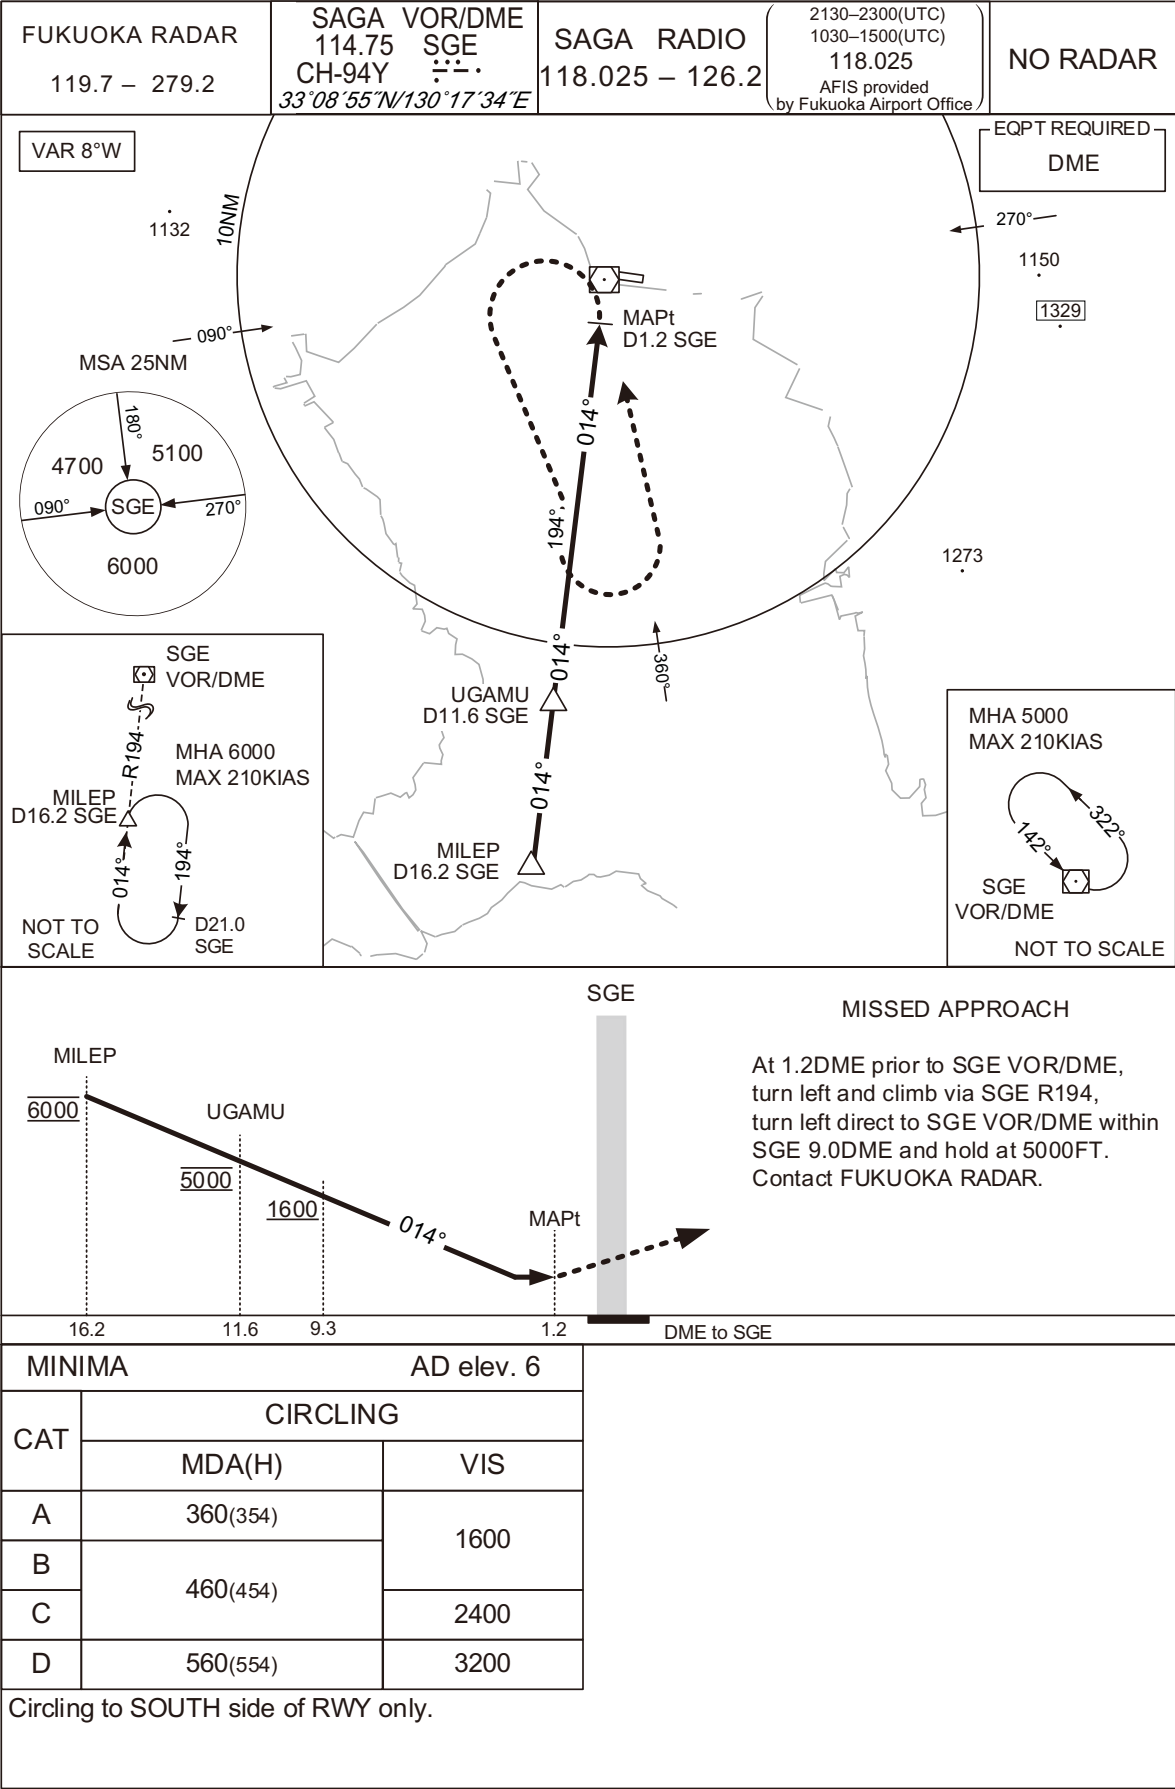 FUKUOKA RADAR
119.7 – 279.2
SAGA VOR/DME
114.75 SGE
CH-94Y
33°08´55˝N/130°17´34˝E
SAGA RADIO
118.025 – 126.2
2130–2300(UTC)
1030–1500(UTC)
118.025
AFIS provided
by Fukuoka Airport Office
NO RADAR
VAR 8°W
EQPT REQUIRED
DME
10NM
1132
270°
1150
1329
090°
MAPt
D1.2 SGE
MSA 25NM
180°
4700
5100
090°
SGE
270°
6000
014°
194°
1273
014°
360°
UGAMU
D11.6 SGE
014°
MILEP
D16.2 SGE
SGE
VOR/DME
R194
MHA 6000
MAX 210KIAS
MILEP
D16.2 SGE
014°
194°
D21.0
SGE
NOT TO
SCALE
MHA 5000
MAX 210KIAS
322°
142°
SGE
VOR/DME
NOT TO SCALE
SGE
MISSED APPROACH
At 1.2DME prior to SGE VOR/DME,
turn left and climb via SGE R194,
turn left direct to SGE VOR/DME within
SGE 9.0DME and hold at 5000FT.
Contact FUKUOKA RADAR.
MILEP
6000
UGAMU
5000
1600
014°
MAPt
16.2
11.6
9.3
1.2
DME to SGE
MINIMA AD elev. 6
CAT
CIRCLING
MDA(H) VIS
A 360(354)
1600
B
460(454)
C 2400
D 560(554) 3200
Circling to SOUTH side of RWY only.